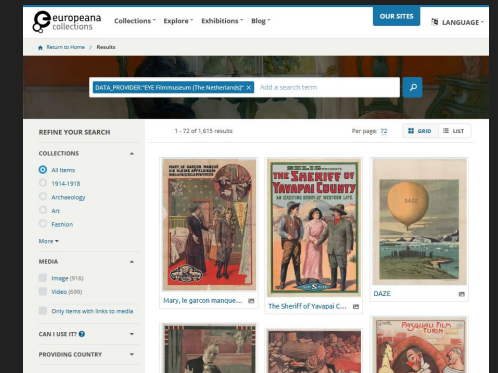 europeana
collections
Collections
Explore
Exhibitions
Blog
OUR SITES
LANGUAGE
Return to Home / Results
DATA_PROVIDER:"EYE Filmmuseum (The Netherlands)" ×
Add a search term
REFINE YOUR SEARCH
1 - 72 of 1,615 results
Per page: 72
GRID
LIST
COLLECTIONS
All Items
1914-1918
Archaeology
Art
Fashion
More
MEDIA
Image (916)
Video (699)
Only items with links to media
CAN I USE IT?
PROVIDING COUNTRY
MARY LE GARCON MANQUE
SELIG
THE SHERIFF OF
YAVAPAI COUNTY
AN EXCITING STORY OF WESTERN LIFE
DAZE
Mary, le garcon manque...
The Sheriff of Yavapai C...
DAZE
PASQUALI FILM
TURIN